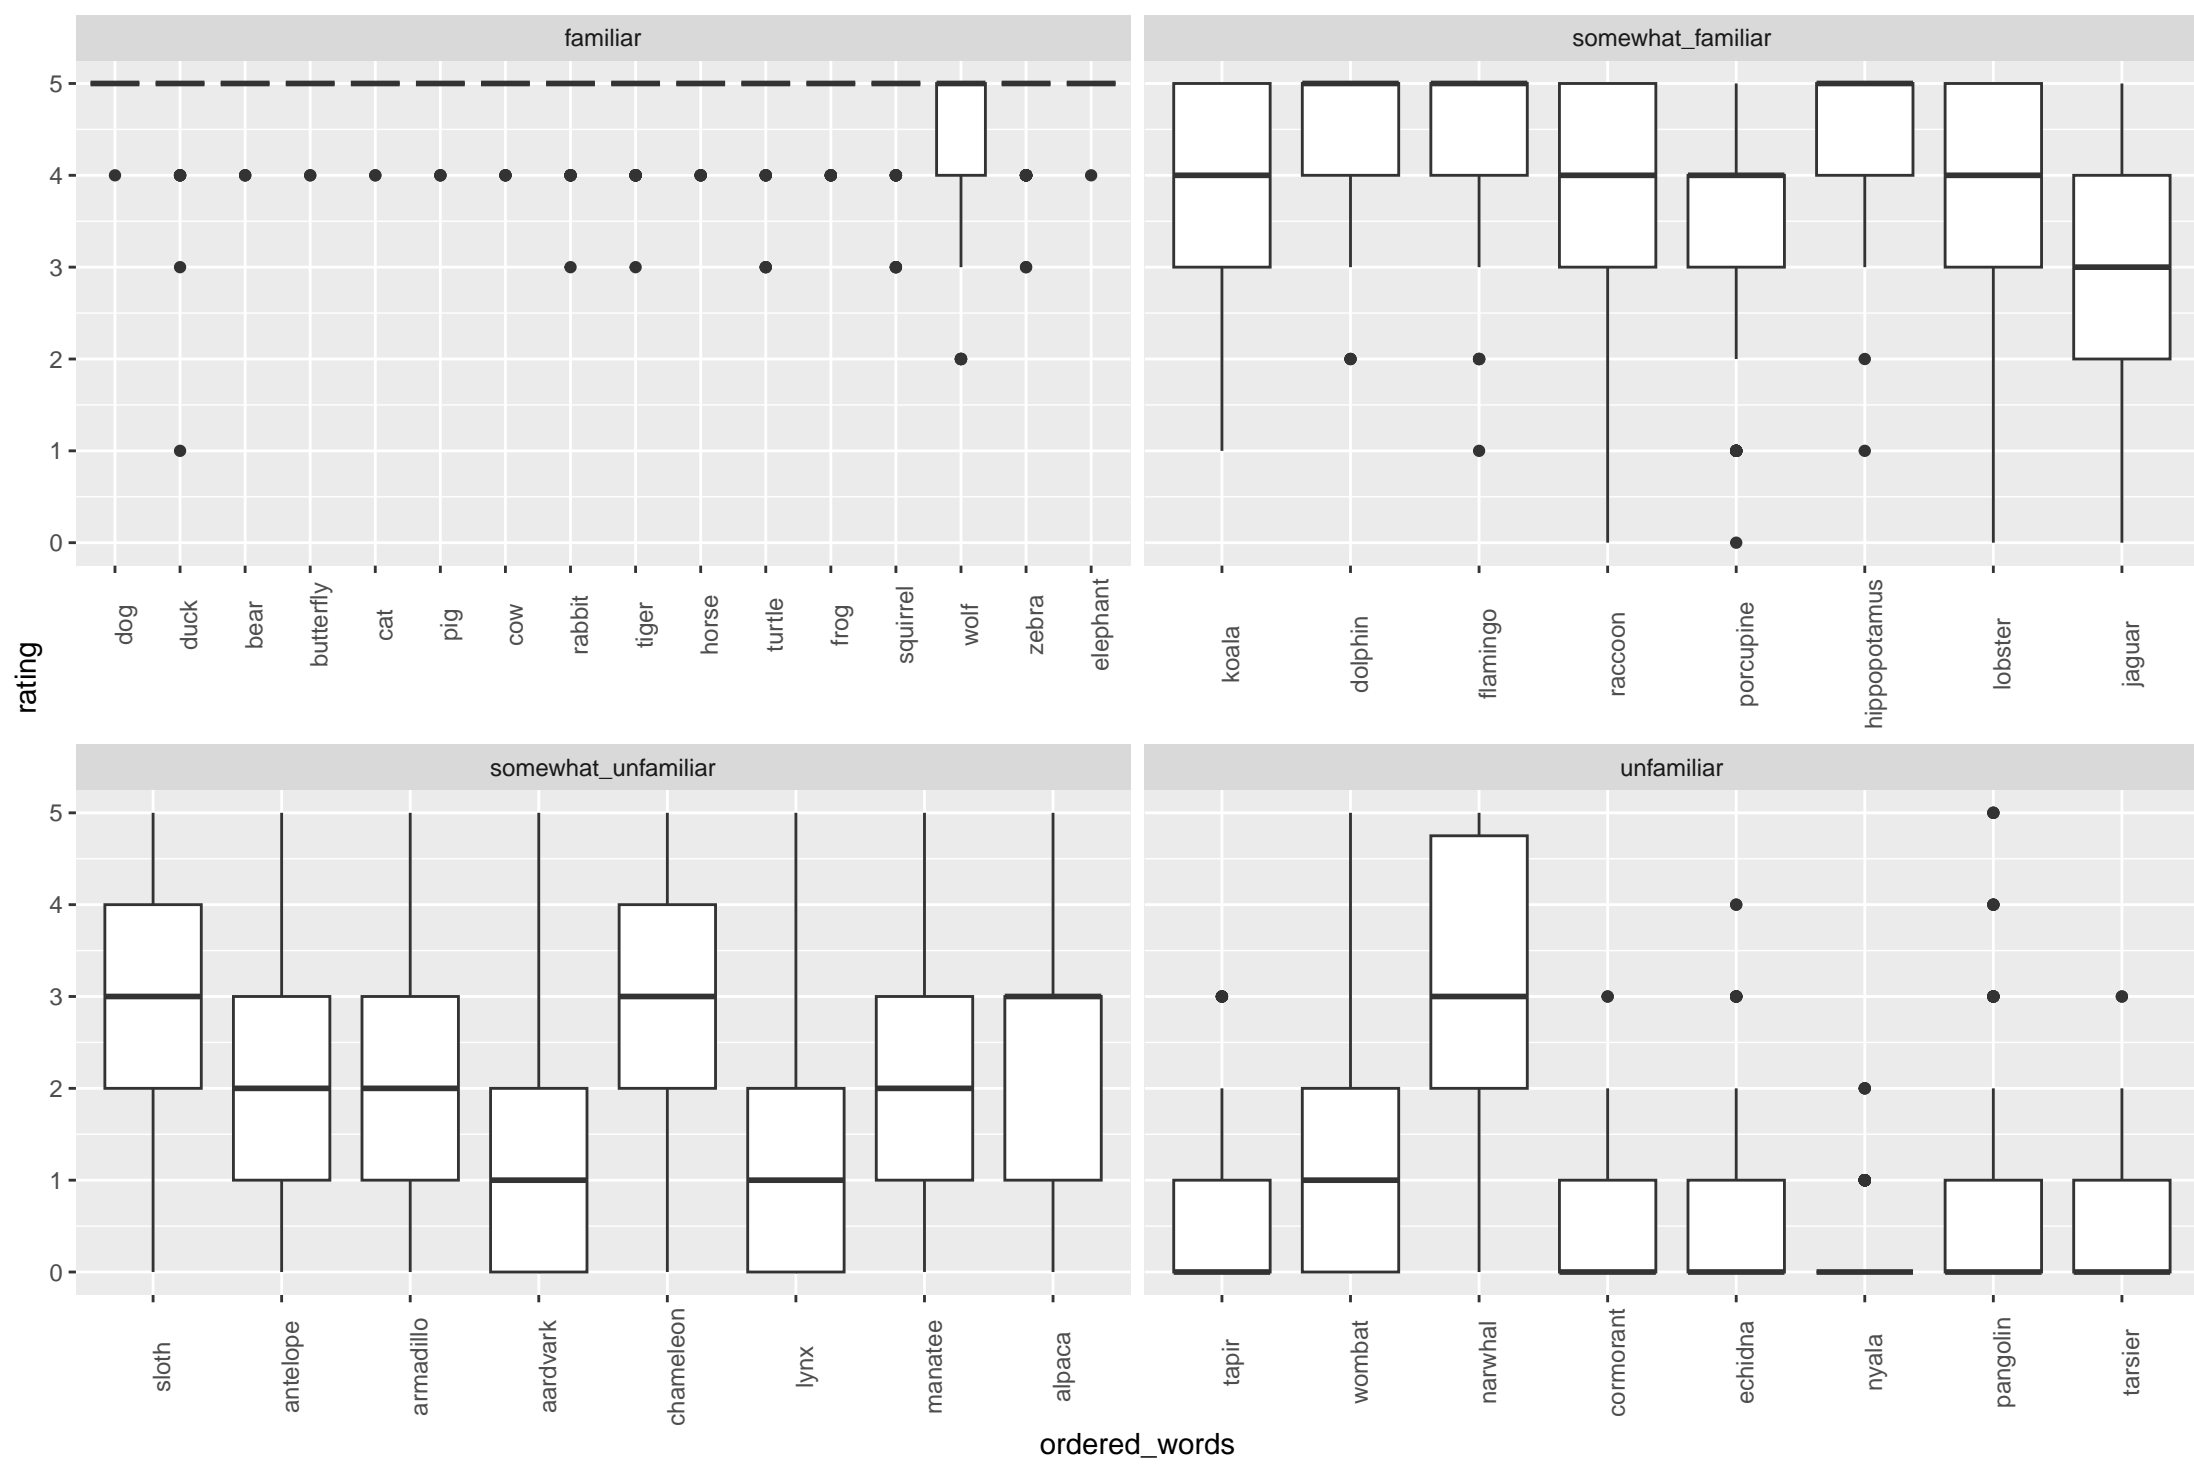 familiar
somewhat_familiar
5
4
3
2
1
0
dog
duck
bear
butterfly
cat
pig
cow
rabbit
tiger
horse
turtle
frog
squirrel
wolf
zebra
elephant
koala
dolphin
flamingo
raccoon
porcupine
hippopotamus
lobster
jaguar
rating
somewhat_unfamiliar
unfamiliar
5
4
3
2
1
0
sloth
antelope
armadillo
aardvark
chameleon
lynx
manatee
alpaca
tapir
wombat
narwhal
cormorant
echidna
nyala
pangolin
tarsier
ordered_words